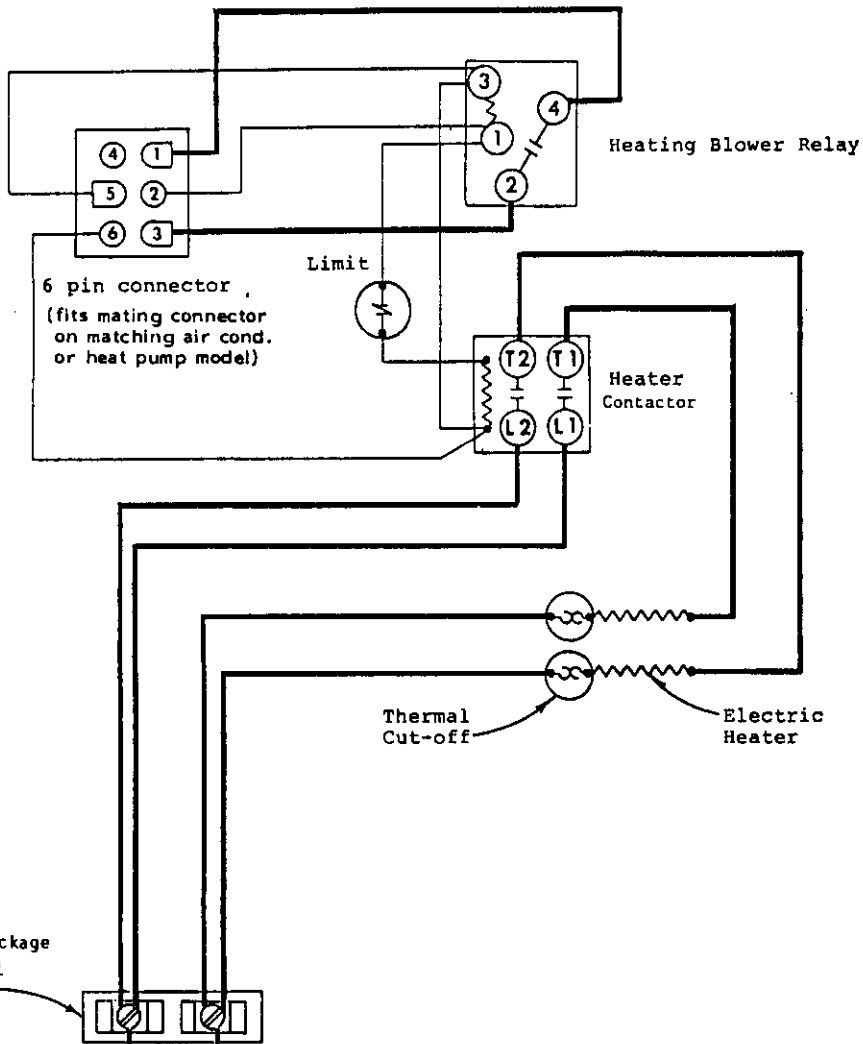 3
4
1
2
Heating Blower Relay
4 1
5 2
6 3
6 pin connector
(fits mating connector
on matching air cond.
or heat pump model)
Limit
T2 T1
L2 L1
Heater
Contactor
Thermal
Cut-off
Electric
Heater